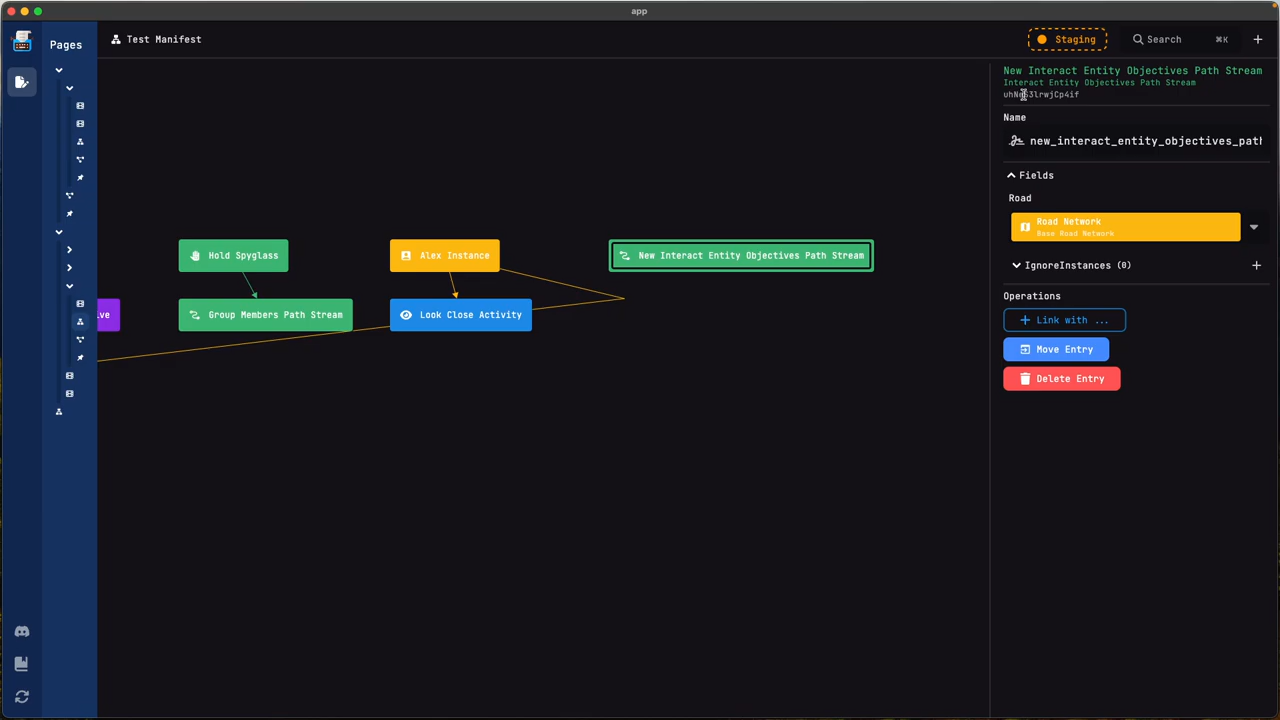 app
Pages
Test Manifest
Staging
Search
⌘K
New Interact Entity Objectives Path Stream
Interact Entity Objectives Path Stream
Name
new_interact_entity_objectives_path
Fields
Road
Road Network
Base Road Network
IgnoreInstances (0)
Operations
Link with ...
Move Entry
Delete Entry
Hold Spyglass
Alex Instance
New Interact Entity Objectives Path Stream
ive
Group Members Path Stream
Look Close Activity